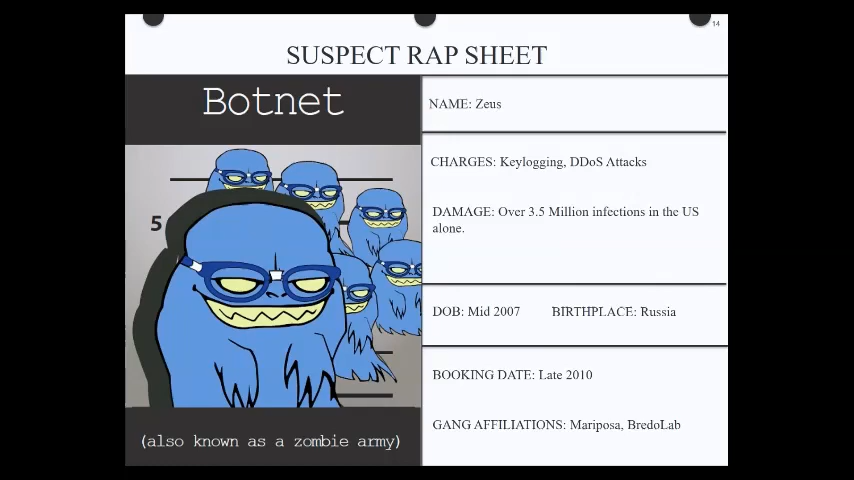 14
SUSPECT RAP SHEET
Botnet
5
(also known as a zombie army)
NAME: Zeus
CHARGES: Keylogging, DDoS Attacks
DAMAGE: Over 3.5 Million infections in the US
alone.
DOB: Mid 2007 BIRTHPLACE: Russia
BOOKING DATE: Late 2010
GANG AFFILIATIONS: Mariposa, BredoLab